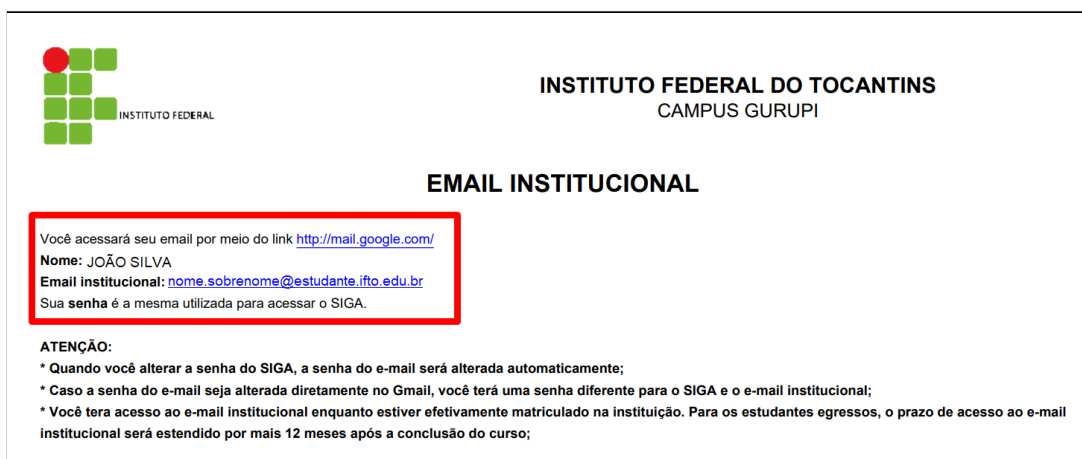 INSTITUTO FEDERAL
INSTITUTO FEDERAL DO TOCANTINS
CAMPUS GURUPI
EMAIL INSTITUCIONAL
Você acessará seu email por meio do link http://mail.google.com/
Nome: JOÃO SILVA
Email institucional: nome.sobrenome@estudante.ifto.edu.br
Sua senha é a mesma utilizada para acessar o SIGA.
ATENÇÃO:
* Quando você alterar a senha do SIGA, a senha do e-mail será alterada automaticamente;
* Caso a senha do e-mail seja alterada diretamente no Gmail, você terá uma senha diferente para o SIGA e o e-mail institucional;
* Você tera acesso ao e-mail institucional enquanto estiver efetivamente matriculado na instituição. Para os estudantes egressos, o prazo de acesso ao e-mail
institucional será estendido por mais 12 meses após a conclusão do curso;